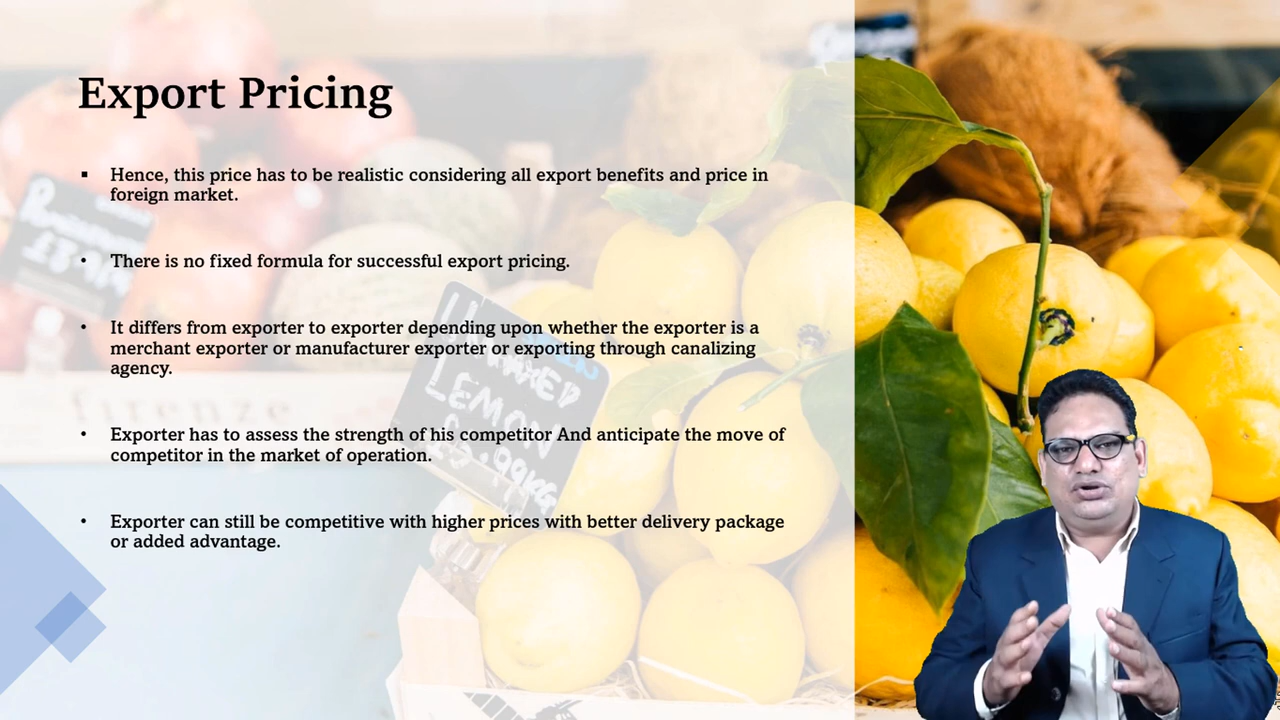 Export Pricing
▪ Hence, this price has to be realistic considering all export benefits and price in
foreign market.
• There is no fixed formula for successful export pricing.
• It differs from exporter to exporter depending upon whether the exporter is a
merchant exporter or manufacturer exporter or exporting through canalizing
agency.
• Exporter has to assess the strength of his competitor And anticipate the move of
competitor in the market of operation.
• Exporter can still be competitive with higher prices with better delivery package
or added advantage.
UNWAXED
LEMON
firenze